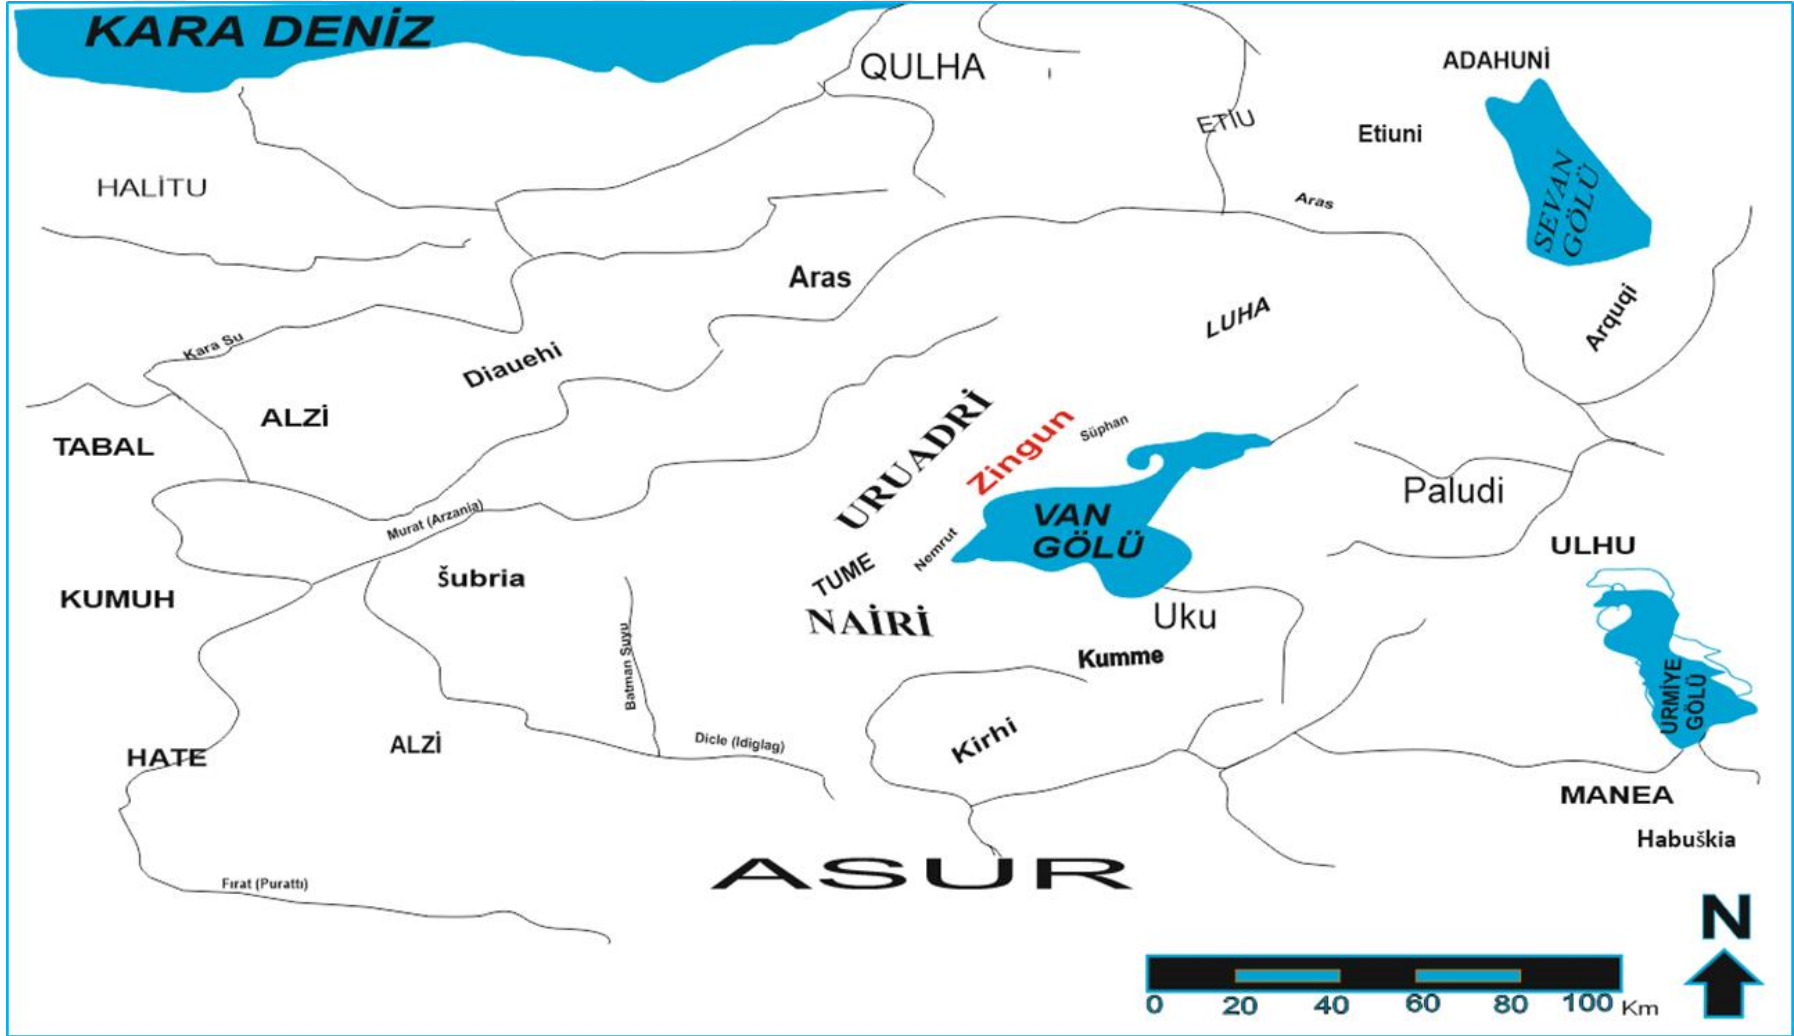 KARA DENİZ
QULHA
ADAHUNİ
ETİU
Etiuni
HALİTU
SEVAN
GÖLÜ
Aras
Aras
Arquqi
LUHA
Kara Su
Diauehi
ALZİ
URUADRİ
Zingun
Süphan
TABAL
Paludi
Murat (Arzania)
VAN
GÖLÜ
Nemrut
ULHU
TUME
Šubria
KUMUH
NAİRİ
Uku
Batman Suyu
Kumme
URMİYE
GÖLÜ
Kirhi
HATE
ALZİ
Dicle (Idiglag)
MANEA
Habuškia
ASUR
Fırat (Purattı)
N
0 20 40 60 80 100 Km